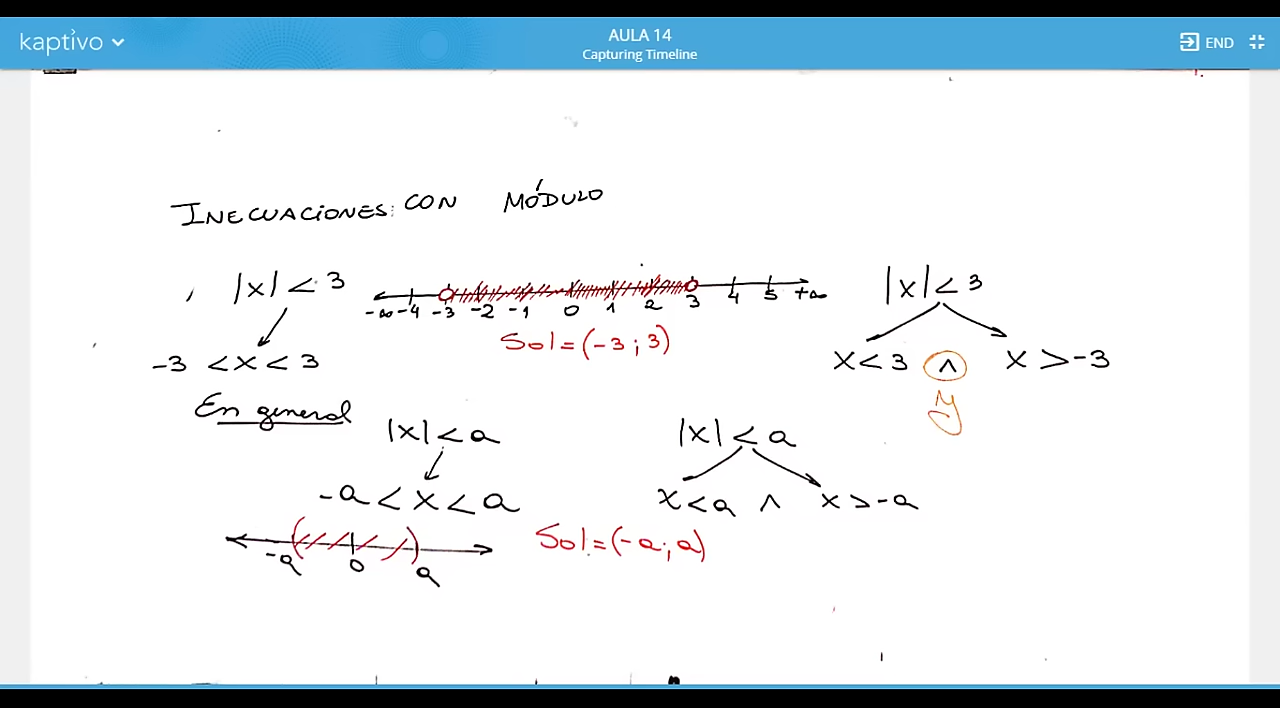 kaptivo
AULA 14
Capturing Timeline
END
INECUACIONES CON MÓDULO
|x| < 3
-∞ -4 -3 -2 -1 0 1 2 3 4 5 +∞
|x| < 3
Sol = (-3 ; 3)
-3 < x < 3
x < 3 ∧ x > -3
y
En general
|x| < a
|x| < a
-a < x < a
x < a ∧ x > -a
-a 0 a
Sol = (-a ; a)